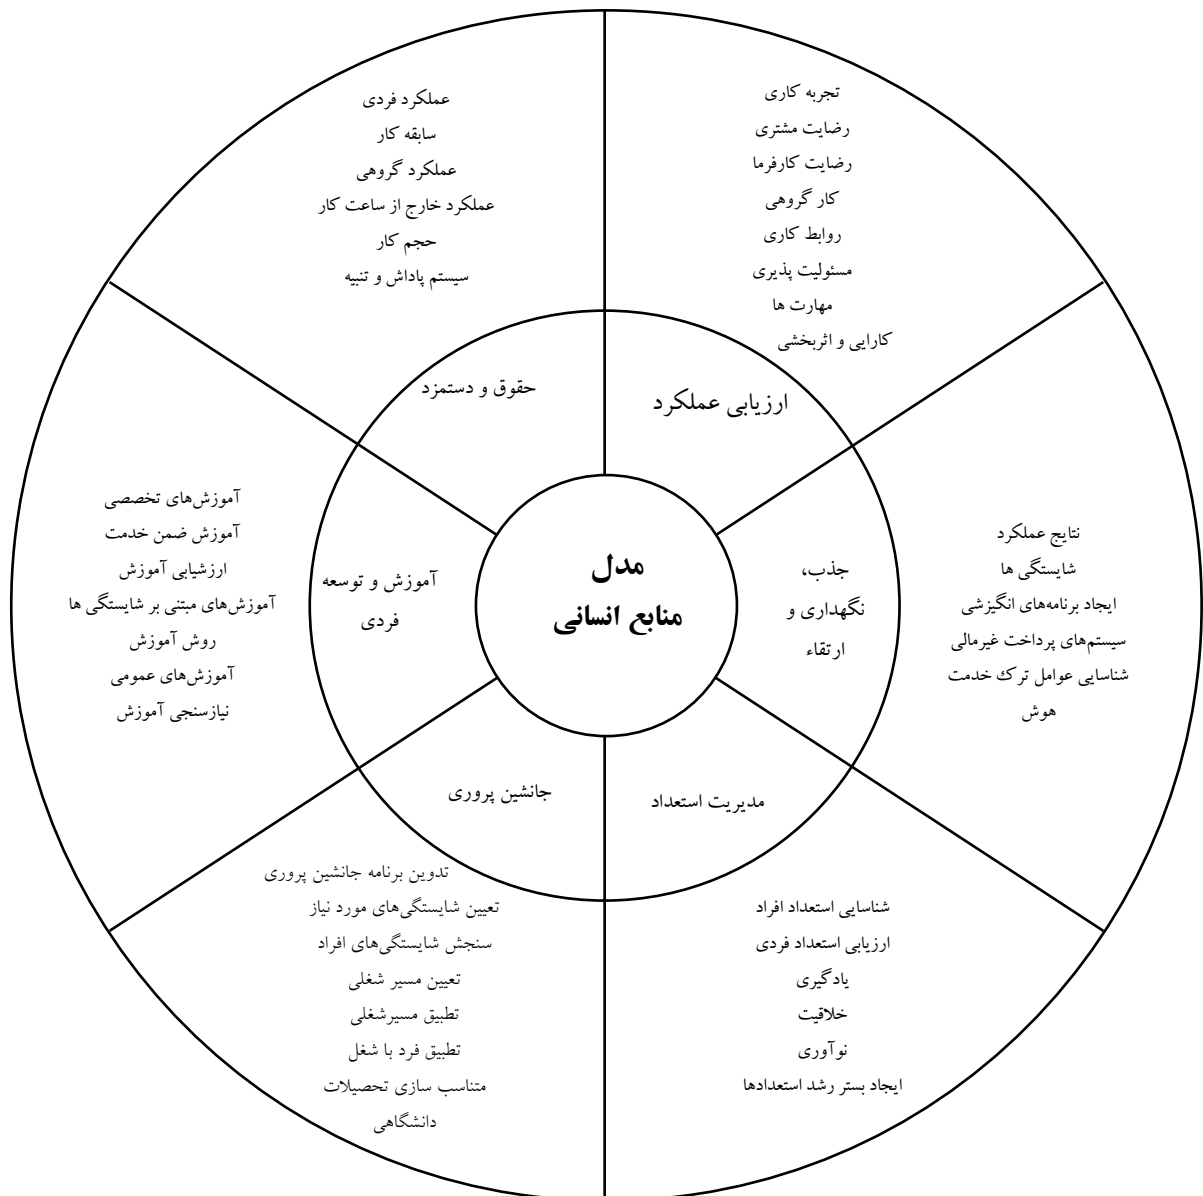 مدل
منابع انسانی
ارزیابی عملکرد
تجربه کاری
رضایت مشتری
رضایت کارفرما
کار گروهی
روابط کاری
مسئولیت پذیری
مهارت ها
کارایی و اثربخشی
جذب،
نگهداری و
ارتقاء
نتایج عملکرد
شایستگی ها
ایجاد برنامه‌های انگیزشی
سیستم‌های پرداخت غیرمالی
شناسایی عوامل ترک خدمت
هوش
مدیریت استعداد
شناسایی استعداد افراد
ارزیابی استعداد فردی
یادگیری
خلاقیت
نوآوری
ایجاد بستر رشد استعدادها
جانشین پروری
تدوین برنامه جانشین پروری
تعیین شایستگی‌های مورد نیاز
سنجش شایستگی‌های افراد
تعیین مسیر شغلی
تطبیق مسیرشغلی
تطبیق فرد با شغل
متناسب سازی تحصیلات
دانشگاهی
آموزش و توسعه
فردی
آموزش‌های تخصصی
آموزش ضمن خدمت
ارزشیابی آموزش
آموزش‌های مبتنی بر شایستگی ها
روش آموزش
آموزش‌های عمومی
نیازسنجی آموزش
حقوق و دستمزد
عملکرد فردی
سابقه کار
عملکرد گروهی
عملکرد خارج از ساعت کار
حجم کار
سیستم پاداش و تنبیه